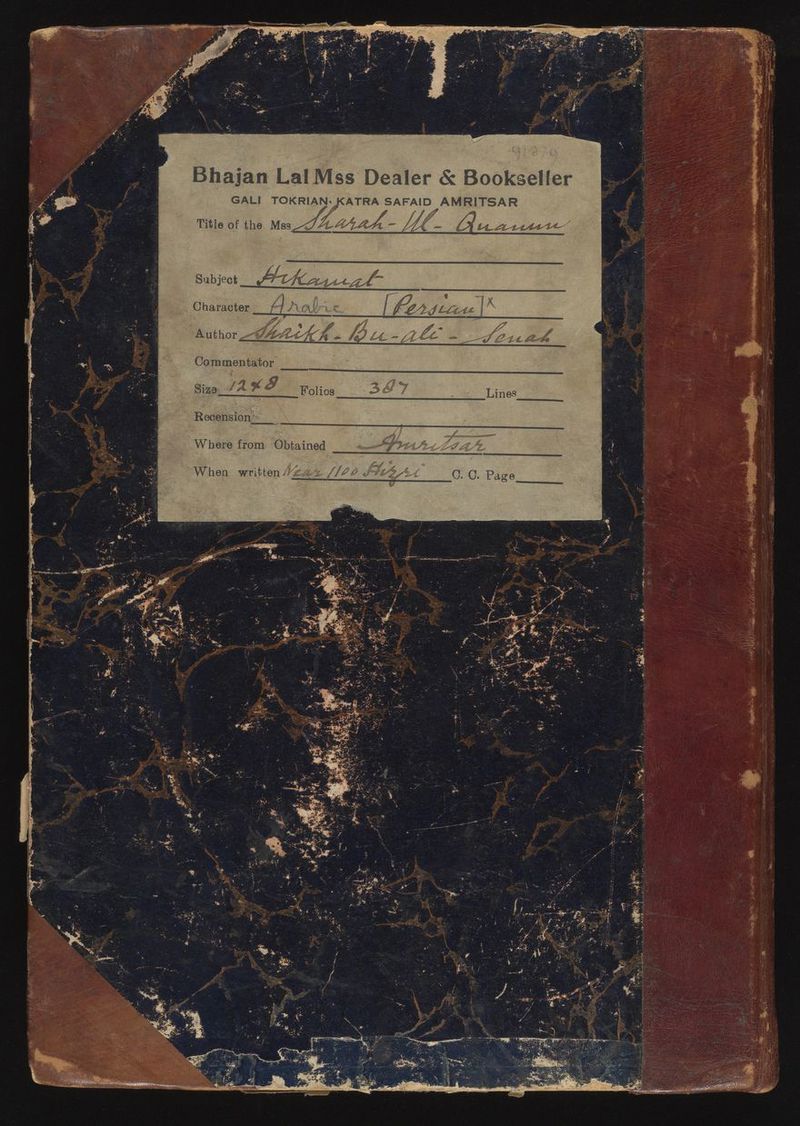 Bhajan Lal Mss Dealer & Bookseller
GALI TOKRIAN, KATRA SAFAID AMRITSAR
Title of the Mss Sharah-Ul-Quanun
Subject Hikamat
Character Arabic [Persian]x
Author Shaikh-Bu-ali-Senah
Commentator
Size 12x8 Folios 387 Lines
Recension
Where from Obtained Amritsar
When written Near 1100 Hizri C. C. Page